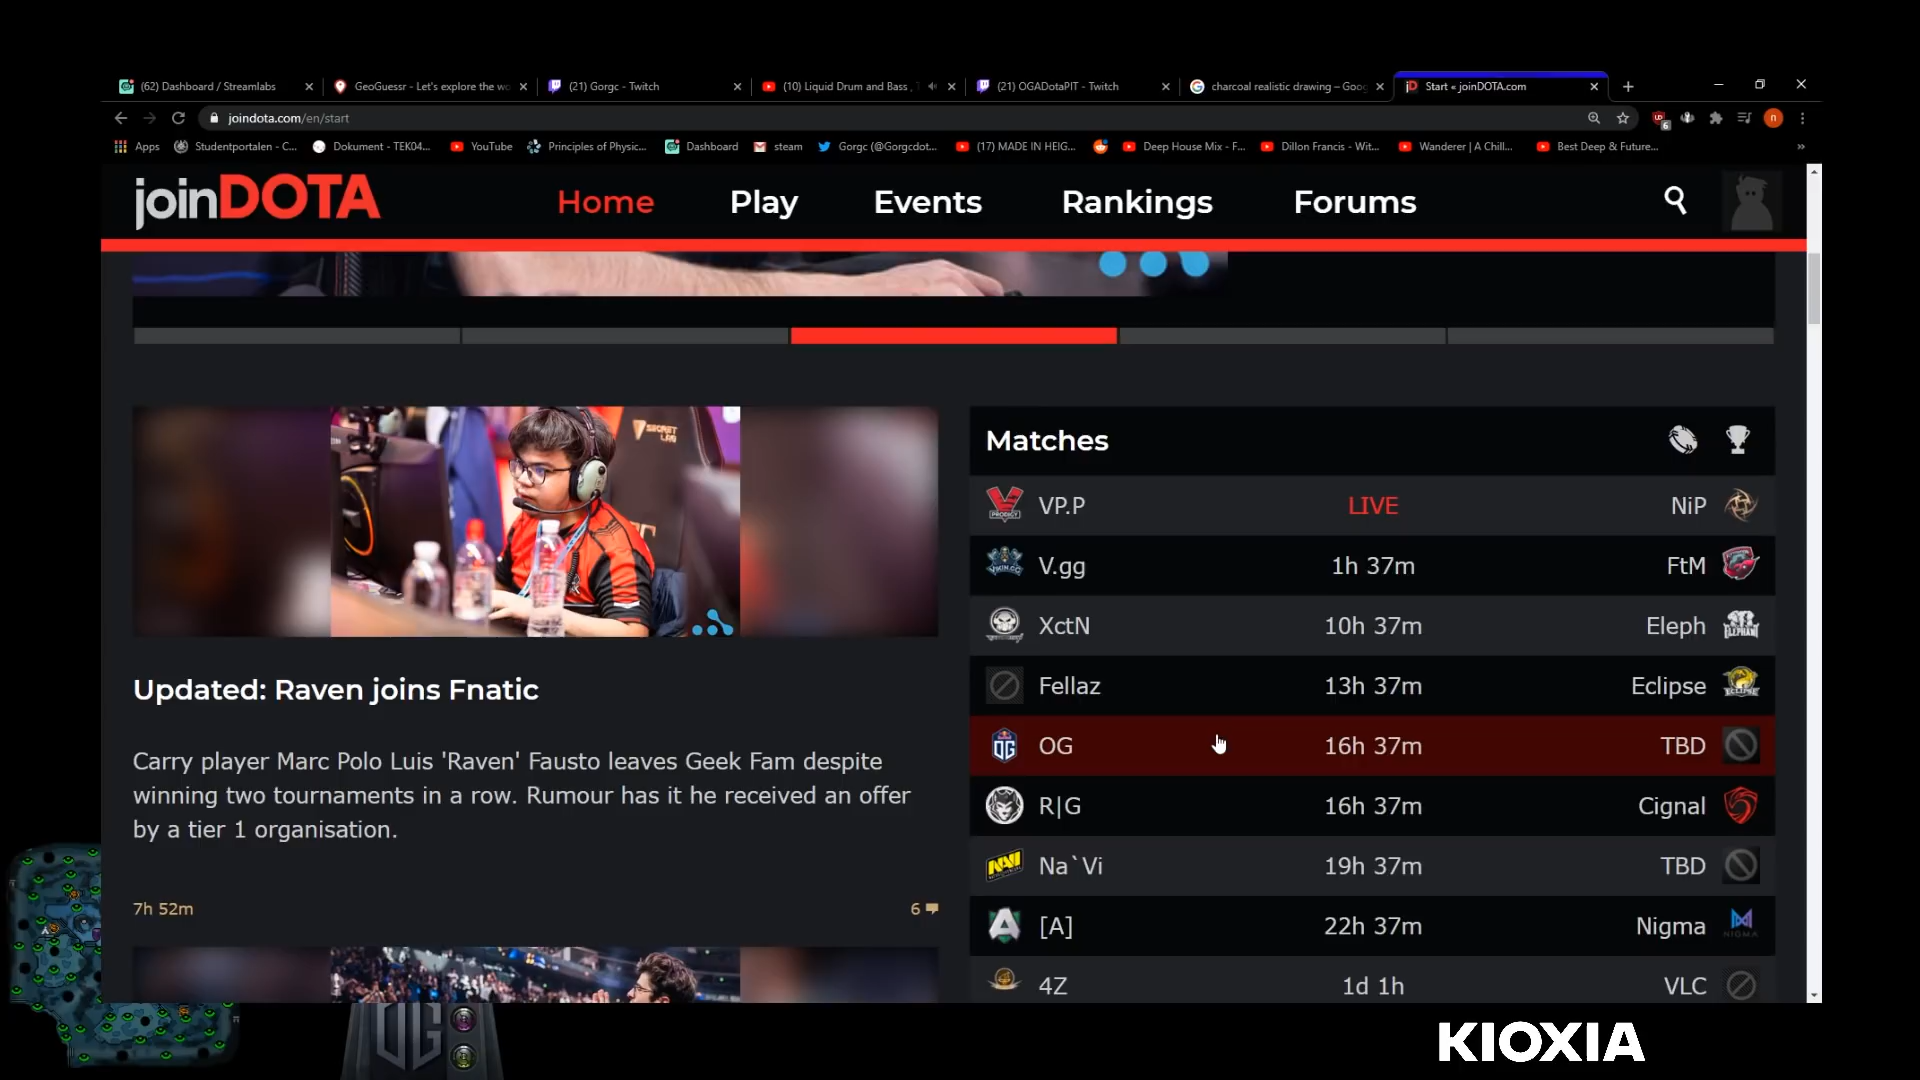 (62) Dashboard / Streamlabs
GeoGuessr - Let's explore the wo
(21) Gorgc - Twitch
(10) Liquid Drum and Bass ,
(21) OGADotaPIT - Twitch
charcoal realistic drawing – Goog
Start « joinDOTA.com
joindota.com/en/start
6
n
Apps
Studentportalen - C...
Dokument - TEK04...
YouTube
Principles of Physic...
Dashboard
steam
Gorgc (@Gorgcdot...
(17) MADE IN HEIG...
Deep House Mix - F...
Dillon Francis - Wit...
Wanderer | A Chill...
Best Deep & Future...
»
joinDOTA
Home
Play
Events
Rankings
Forums
SECRET LAB
Updated: Raven joins Fnatic
Carry player Marc Polo Luis 'Raven' Fausto leaves Geek Fam despite
winning two tournaments in a row. Rumour has it he received an offer
by a tier 1 organisation.
7h 52m
6
Matches
VP.P LIVE NiP
V.gg 1h 37m FtM
XctN 10h 37m Eleph
Fellaz 13h 37m Eclipse
OG 16h 37m TBD
R|G 16h 37m Cignal
Na`Vi 19h 37m TBD
[A] 22h 37m Nigma
4Z 1d 1h VLC
OG
KIOXIA